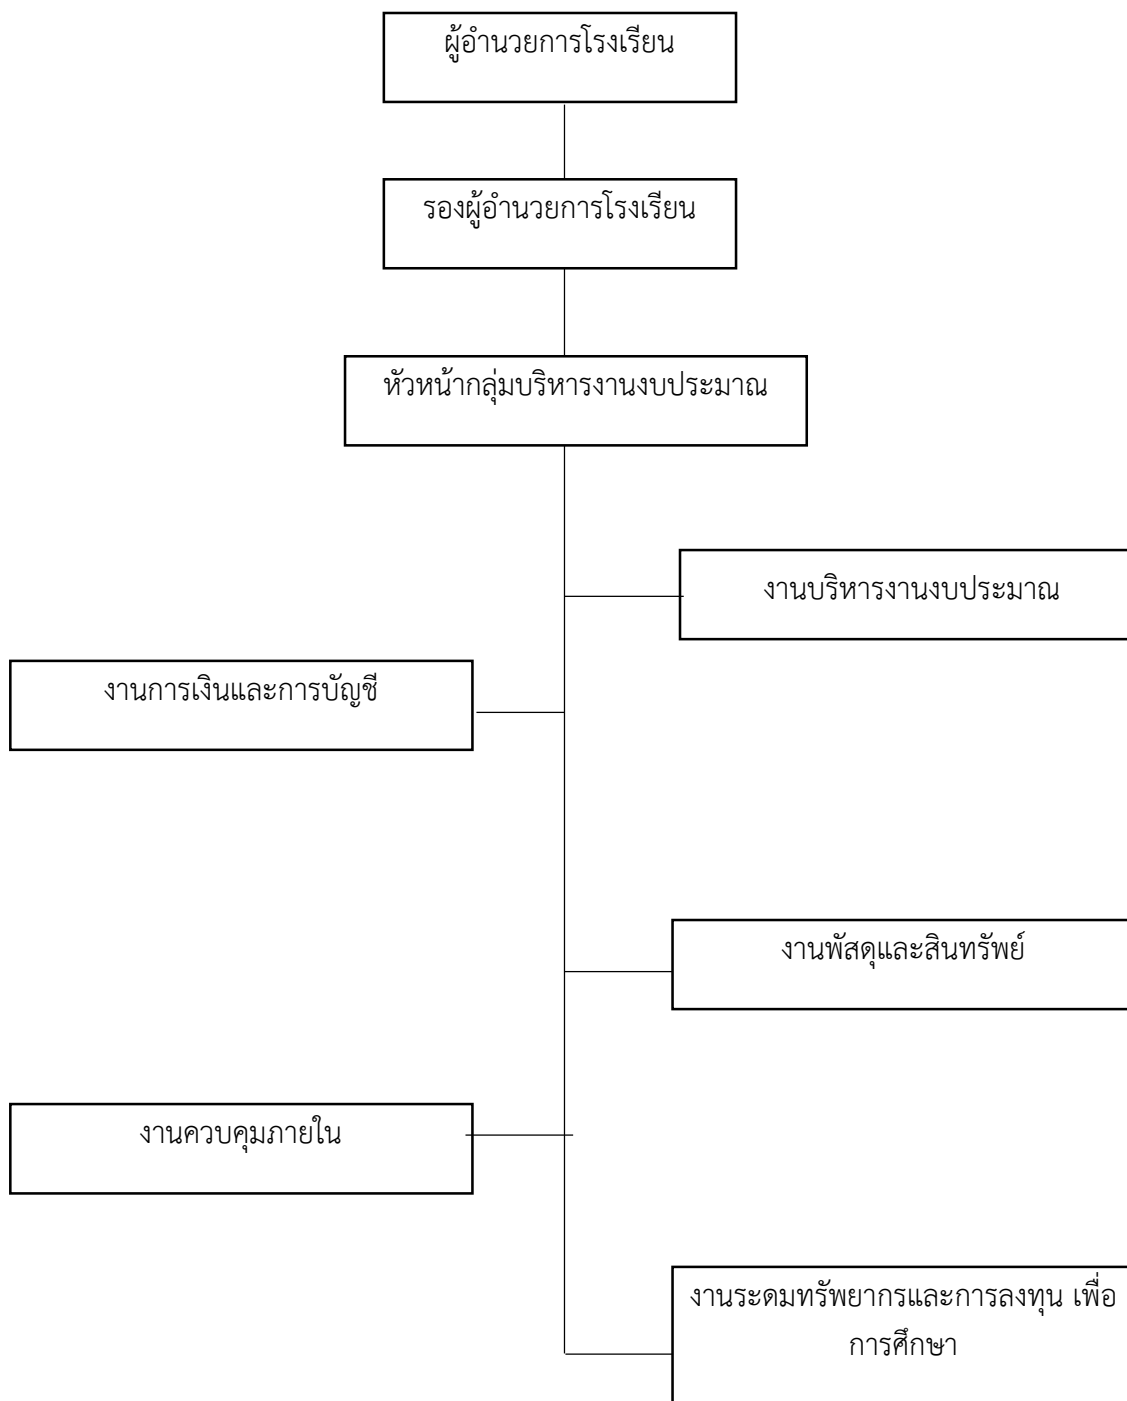 ผู้อำนวยการโรงเรียน
รองผู้อำนวยการโรงเรียน
หัวหน้ากลุ่มบริหารงานงบประมาณ
งานบริหารงานงบประมาณ
งานการเงินและการบัญชี
งานพัสดุและสินทรัพย์
งานควบคุมภายใน
งานระดมทรัพยากรและการลงทุน เพื่อ
การศึกษา